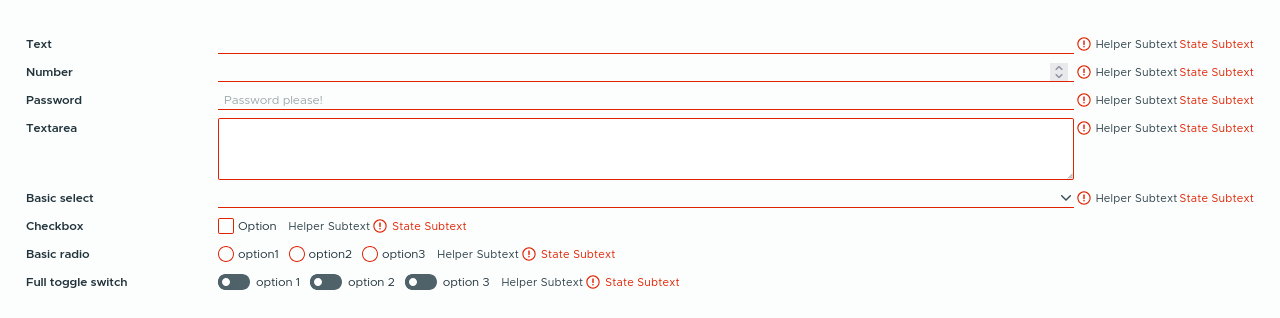 Text Helper Subtext State Subtext
Number Helper Subtext State Subtext
Password Password please! Helper Subtext State Subtext
Textarea Helper Subtext State Subtext
Basic select Helper Subtext State Subtext
Checkbox Option Helper Subtext State Subtext
Basic radio option1 option2 option3 Helper Subtext State Subtext
Full toggle switch option 1 option 2 option 3 Helper Subtext State Subtext